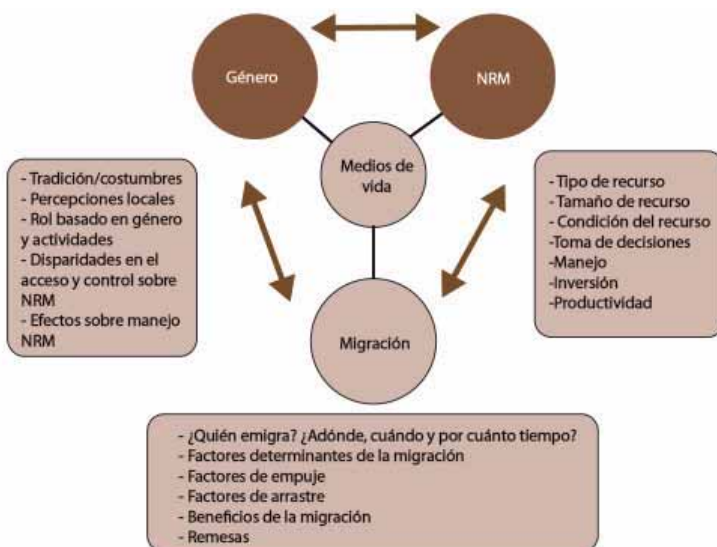 Género
NRM
Medios de
vida
- Tradición/costumbres
- Percepciones locales
- Rol basado en género
y actividades
- Disparidades en el
acceso y control sobre
NRM
- Efectos sobre manejo
NRM
- Tipo de recurso
- Tamaño de recurso
- Condición del recurso
-Toma de decisiones
-Manejo
-Inversión
-Productividad
Migración
- ¿Quién emigra? ¿Adónde, cuándo y por cuánto tiempo?
- Factores determinantes de la migración
- Factores de empuje
- Factores de arrastre
- Beneficios de la migración
- Remesas